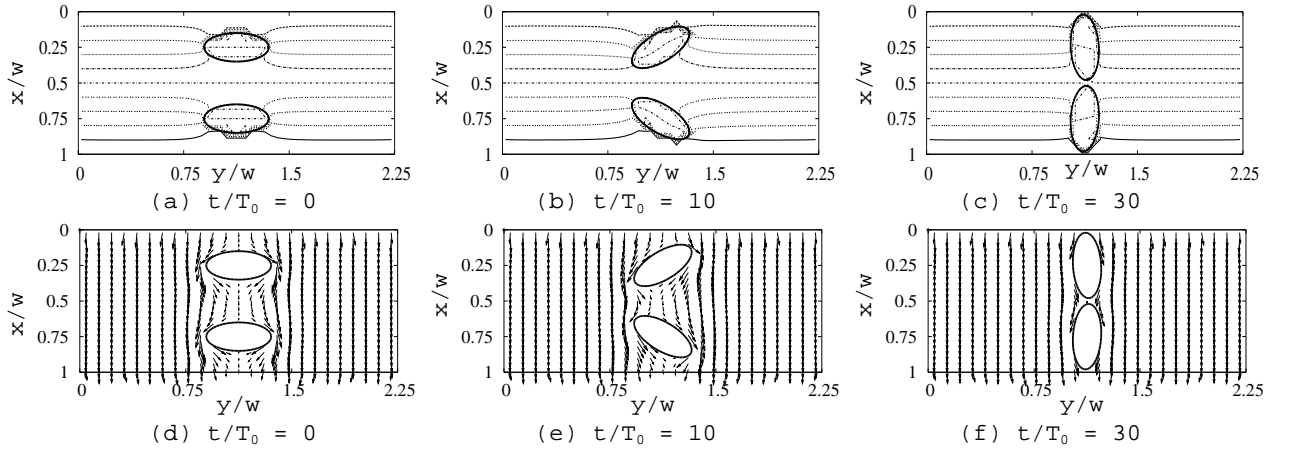 0 0.25 0.5 0.75 1
x/w
0 0.75 1.5 2.25
y/w
(a) t/T₀ = 0
0 0.25 0.5 0.75 1
x/w
0 0.75 1.5 2.25
y/w
(b) t/T₀ = 10
0 0.25 0.5 0.75 1
x/w
0 0.75 1.5 2.25
y/w
(c) t/T₀ = 30
0 0.25 0.5 0.75 1
x/w
0 0.75 1.5 2.25
y/w
(d) t/T₀ = 0
0 0.25 0.5 0.75 1
x/w
0 0.75 1.5 2.25
y/w
(e) t/T₀ = 10
0 0.25 0.5 0.75 1
x/w
0 0.75 1.5 2.25
y/w
(f) t/T₀ = 30